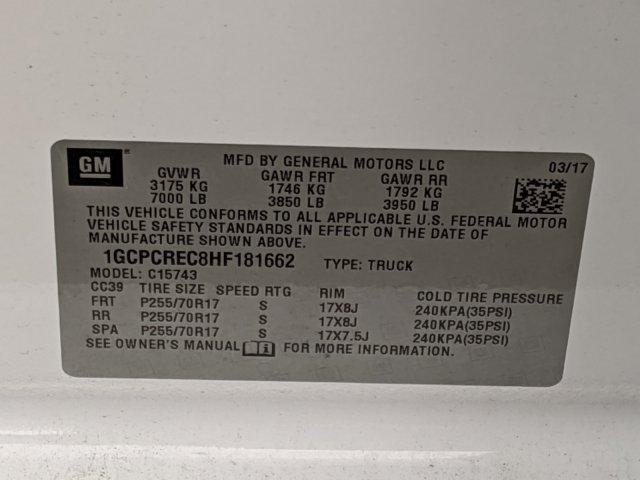 GM
MFD BY GENERAL MOTORS LLC 03/17
GVWR GAWR FRT GAWR RR
3175 KG 1746 KG 1792 KG
7000 LB 3850 LB 3950 LB
THIS VEHICLE CONFORMS TO ALL APPLICABLE U.S. FEDERAL MOTOR
VEHICLE SAFETY STANDARDS IN EFFECT ON THE DATE OF
MANUFACTURE SHOWN ABOVE.
1GCPCREC8HF181662 TYPE: TRUCK
MODEL: C15743
CC39 TIRE SIZE SPEED RTG RIM COLD TIRE PRESSURE
FRT P255/70R17 S 17X8J 240KPA(35PSI)
RR P255/70R17 S 17X8J 240KPA(35PSI)
SPA P255/70R17 S 17X7.5J 240KPA(35PSI)
SEE OWNER'S MANUAL FOR MORE INFORMATION.